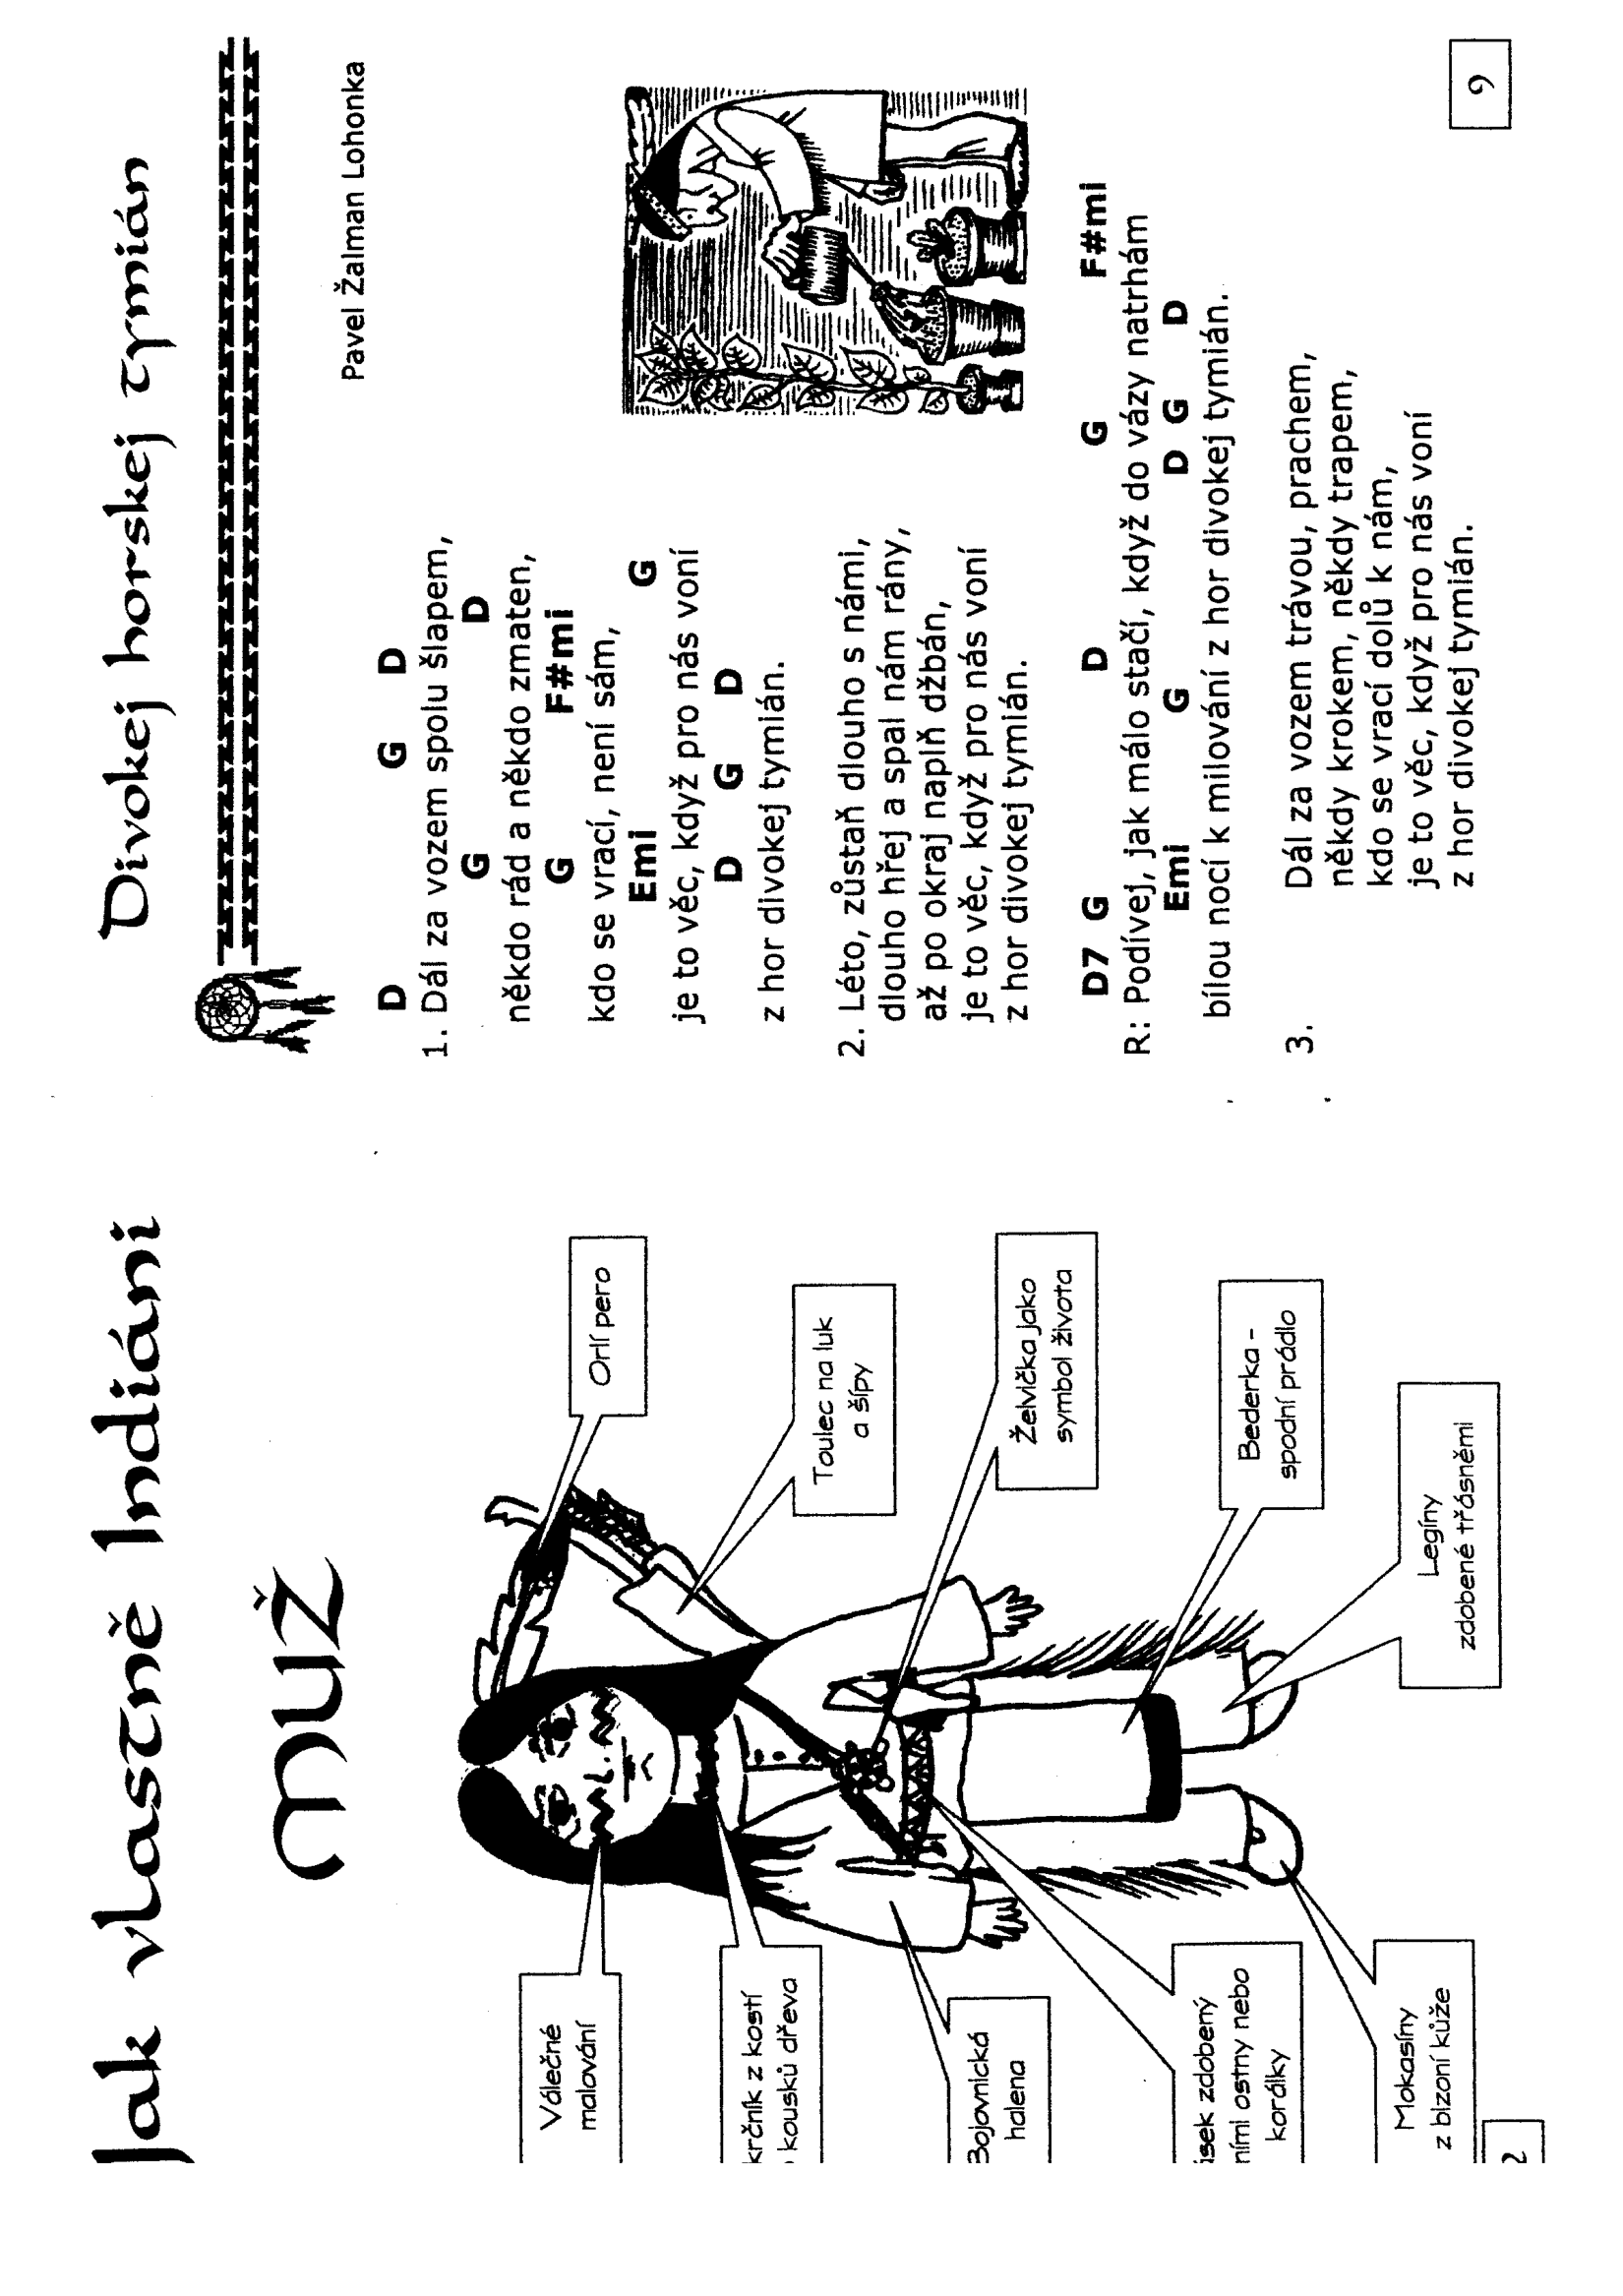 Jak vlastně Indiáni
muž
Orlí pero
Toulec na luk
a šípy
Želvička jako
symbol života
Bederka -
spodní prádlo
Legíny
zdobené třásněmi
Válečné
malování
krčník z kostí
kousků dřeva
Bojovnická
halena
ásek zdobený
ními ostny nebo
korálky
Mokasíny
z bizoní kůže
2
Divokej horskej tymián
Pavel Žalman Lohonka
D G D
1. Dál za vozem spolu šlapem,
G D
někdo rád a někdo zmaten,
G F#mi
kdo se vrací, není sám,
Emi G
je to věc, když pro nás voní
D G D
z hor divokej tymián.
2. Léto, zůstaň dlouho s námi,
dlouho hřej a spal nám rány,
až po okraj naplň džbán,
je to věc, když pro nás voní
z hor divokej tymián.
D7 G D G F#mi
R: Podívej, jak málo stačí, když do vázy natrhám
Emi G D G D
bílou nocí k milování z hor divokej tymián.
3. Dál za vozem trávou, prachem,
někdy krokem, někdy trapem,
kdo se vrací dolů k nám,
je to věc, když pro nás voní
z hor divokej tymián.
9